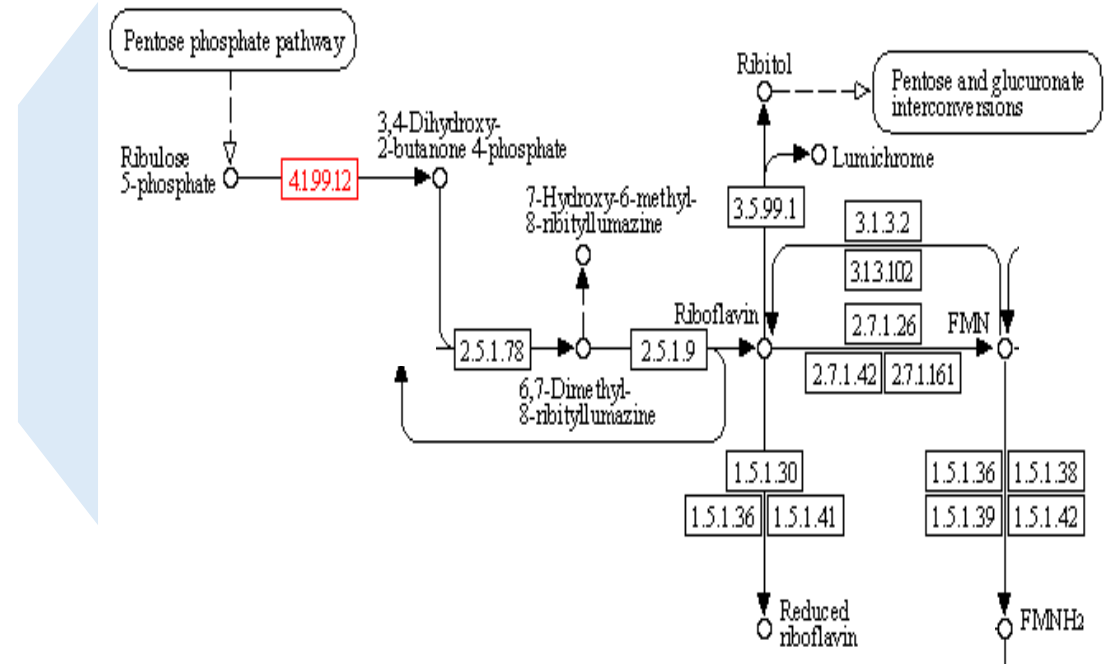 Pentose phosphate pathway
Ribitol
Pentose and glucuronate
interconversions
3,4-Dihydroxy-
2-butanone 4-phosphate
Lumichrome
Ribulose
5-phosphate
4.1.99.12
7-Hydroxy-6-methyl-
8-ribityllumazine
3.5.99.1
3.1.3.2
3.1.3.102
Riboflavin
2.7.1.26
FMN
2.5.1.78
2.5.1.9
2.7.1.42
2.7.1.161
6,7-Dimethyl-
8-ribityllumazine
1.5.1.30
1.5.1.36
1.5.1.38
1.5.1.36
1.5.1.41
1.5.1.39
1.5.1.42
Reduced
riboflavin
FMNH2